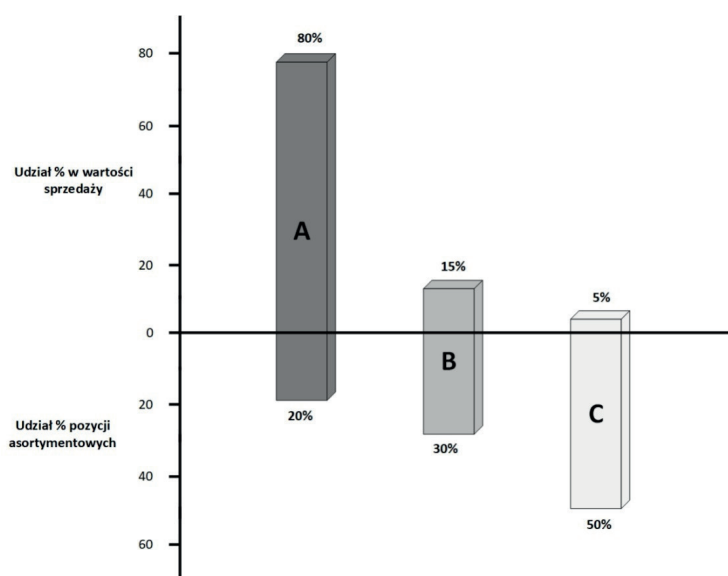 80%
80
60
Udział % w wartości
sprzedaży
40
A
20
15%
5%
0
B
20
20%
Udział % pozycji
asortymentowych
C
30%
40
50%
60